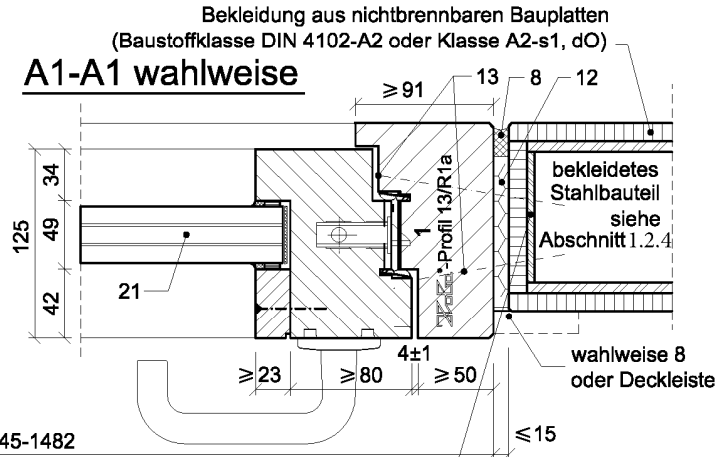 Bekleidung aus nichtbrennbaren Bauplatten
(Baustoffklasse DIN 4102-A2 oder Klasse A2-s1, dO)
A1-A1 wahlweise
13
8
12
≥91
34
49
42
125
21
1
-Profil 13/R1a
bekleidetes
Stahlbauteil
siehe
Abschnitt 1.2.4
4±1
≥23
≥80
≥50
wahlweise 8
oder Deckleiste
≤15
45-1482